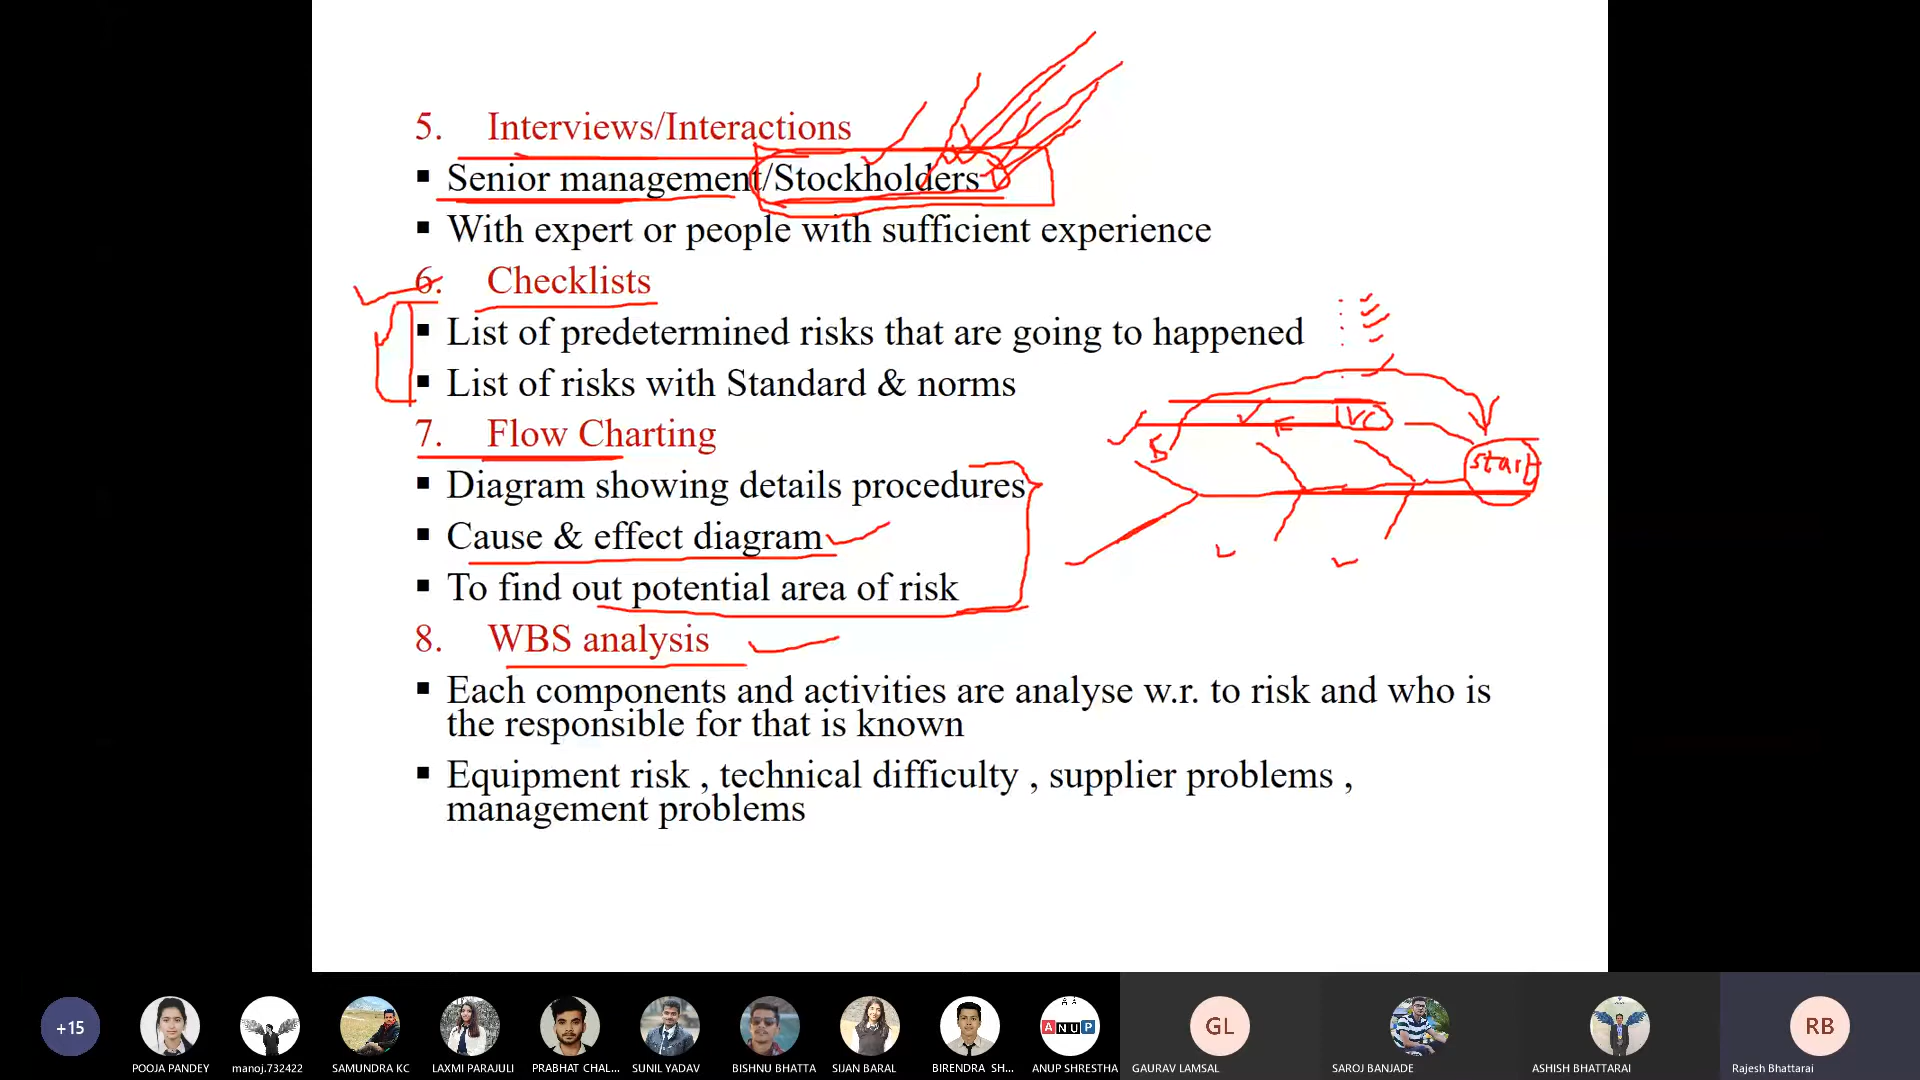 5. Interviews/Interactions
▪ Senior management/Stockholders
▪ With expert or people with sufficient experience
6. Checklists
▪ List of predetermined risks that are going to happened
▪ List of risks with Standard & norms
7. Flow Charting
▪ Diagram showing details procedures
▪ Cause & effect diagram
▪ To find out potential area of risk
8. WBS analysis
▪ Each components and activities are analyse w.r. to risk and who is
the responsible for that is known
▪ Equipment risk , technical difficulty , supplier problems ,
management problems
VC
start
+15
ANUP
GL
RB
POOJA PANDEY
manoj.732422
SAMUNDRA KC
LAXMI PARAJULI
PRABHAT CHAL...
SUNIL YADAV
BISHNU BHATTA
SIJAN BARAL
BIRENDRA SH...
ANUP SHRESTHA
GAURAV LAMSAL
SAROJ BANJADE
ASHISH BHATTARAI
Rajesh Bhattarai